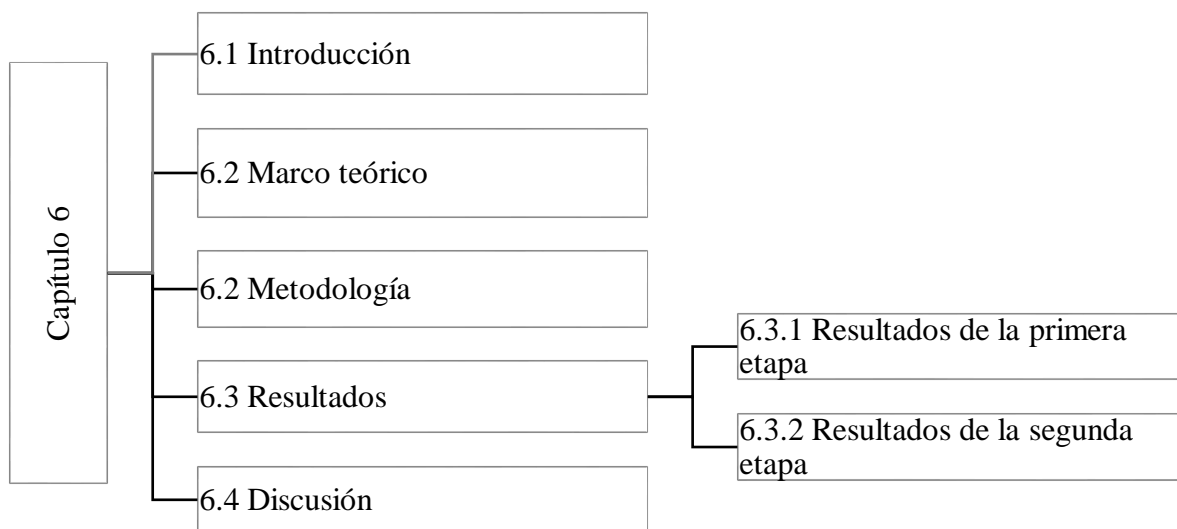 Capítulo 6
6.1 Introducción
6.2 Marco teórico
6.2 Metodología
6.3 Resultados
6.3.1 Resultados de la primera
etapa
6.3.2 Resultados de la segunda
etapa
6.4 Discusión